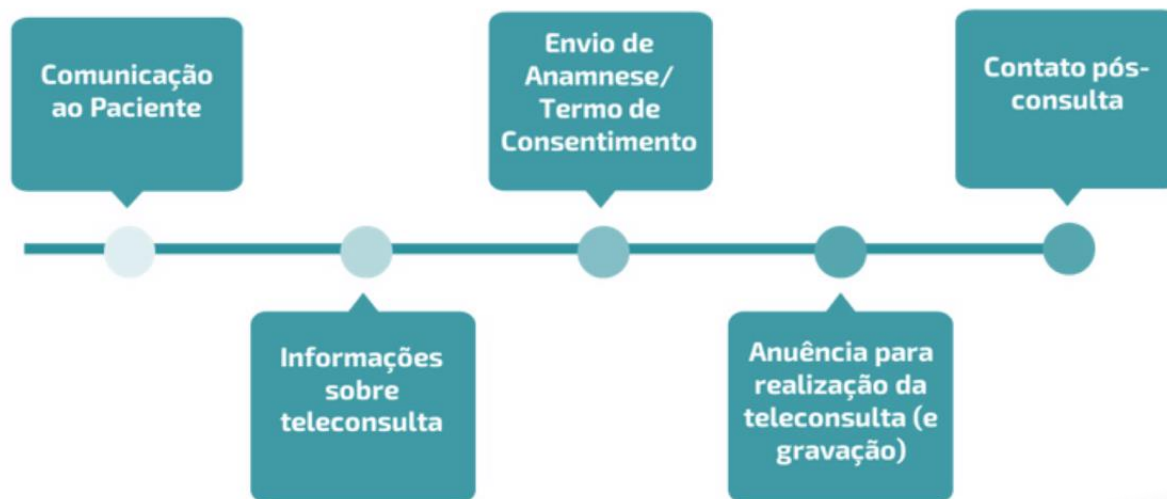 Comunicação
ao Paciente
Informações
sobre
teleconsulta
Envio de
Anamnese/
Termo de
Consentimento
Anuência para
realização da
teleconsulta (e
gravação)
Contato pós-
consulta